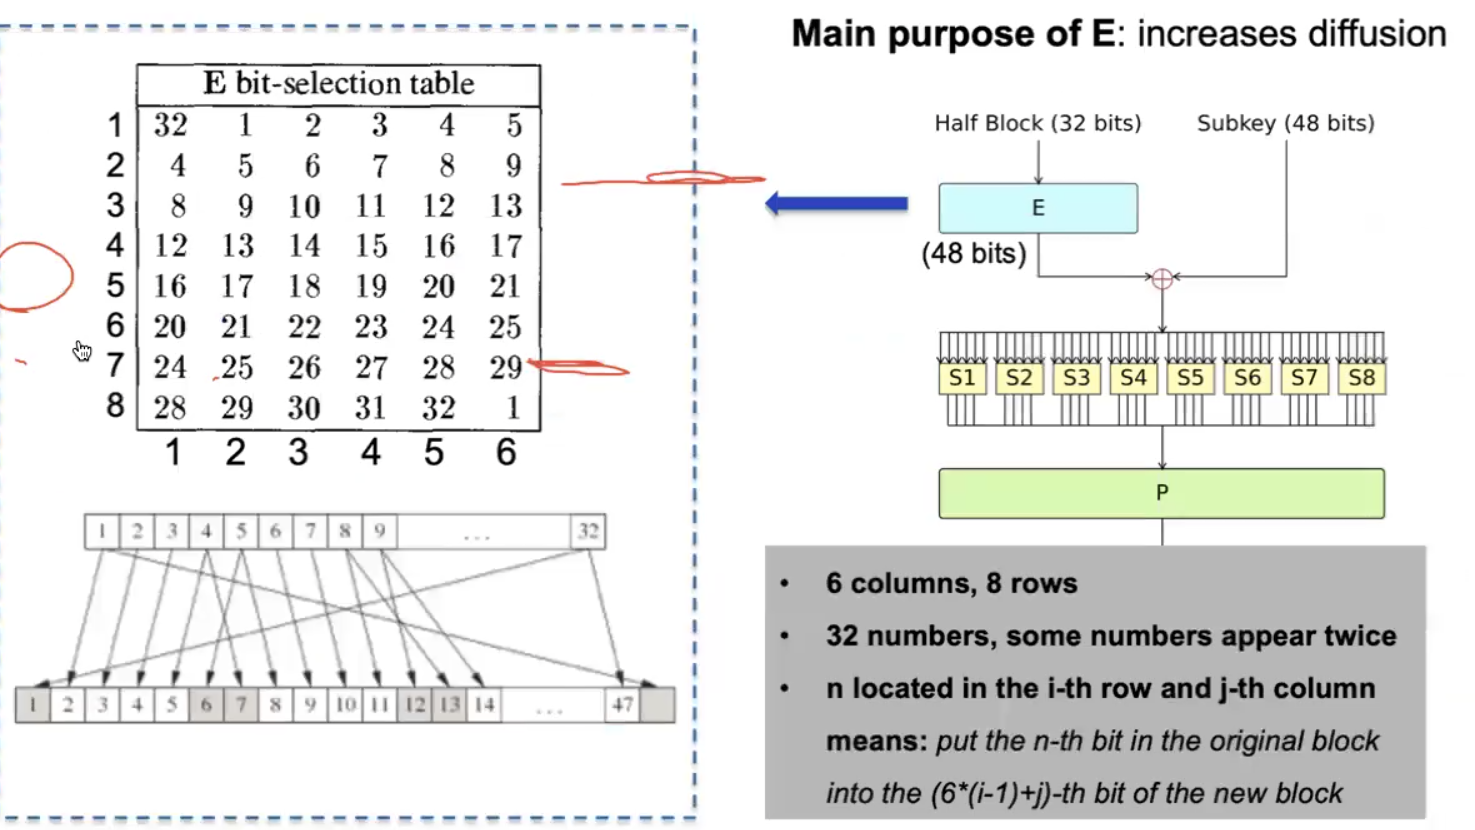 Main purpose of E: increases diffusion
E bit-selection table
1 32 1 2 3 4 5
2 4 5 6 7 8 9
3 8 9 10 11 12 13
4 12 13 14 15 16 17
5 16 17 18 19 20 21
6 20 21 22 23 24 25
7 24 25 26 27 28 29
8 28 29 30 31 32 1
1 2 3 4 5 6
1 2 3 4 5 6 7 8 9 ... 32
1 2 3 4 5 6 7 8 9 10 11 12 13 14 ... 47
Half Block (32 bits) Subkey (48 bits)
E
(48 bits)
S1 S2 S3 S4 S5 S6 S7 S8
P
• 6 columns, 8 rows
• 32 numbers, some numbers appear twice
• n located in the i-th row and j-th column
means: put the n-th bit in the original block
into the (6*(i-1)+j)-th bit of the new block